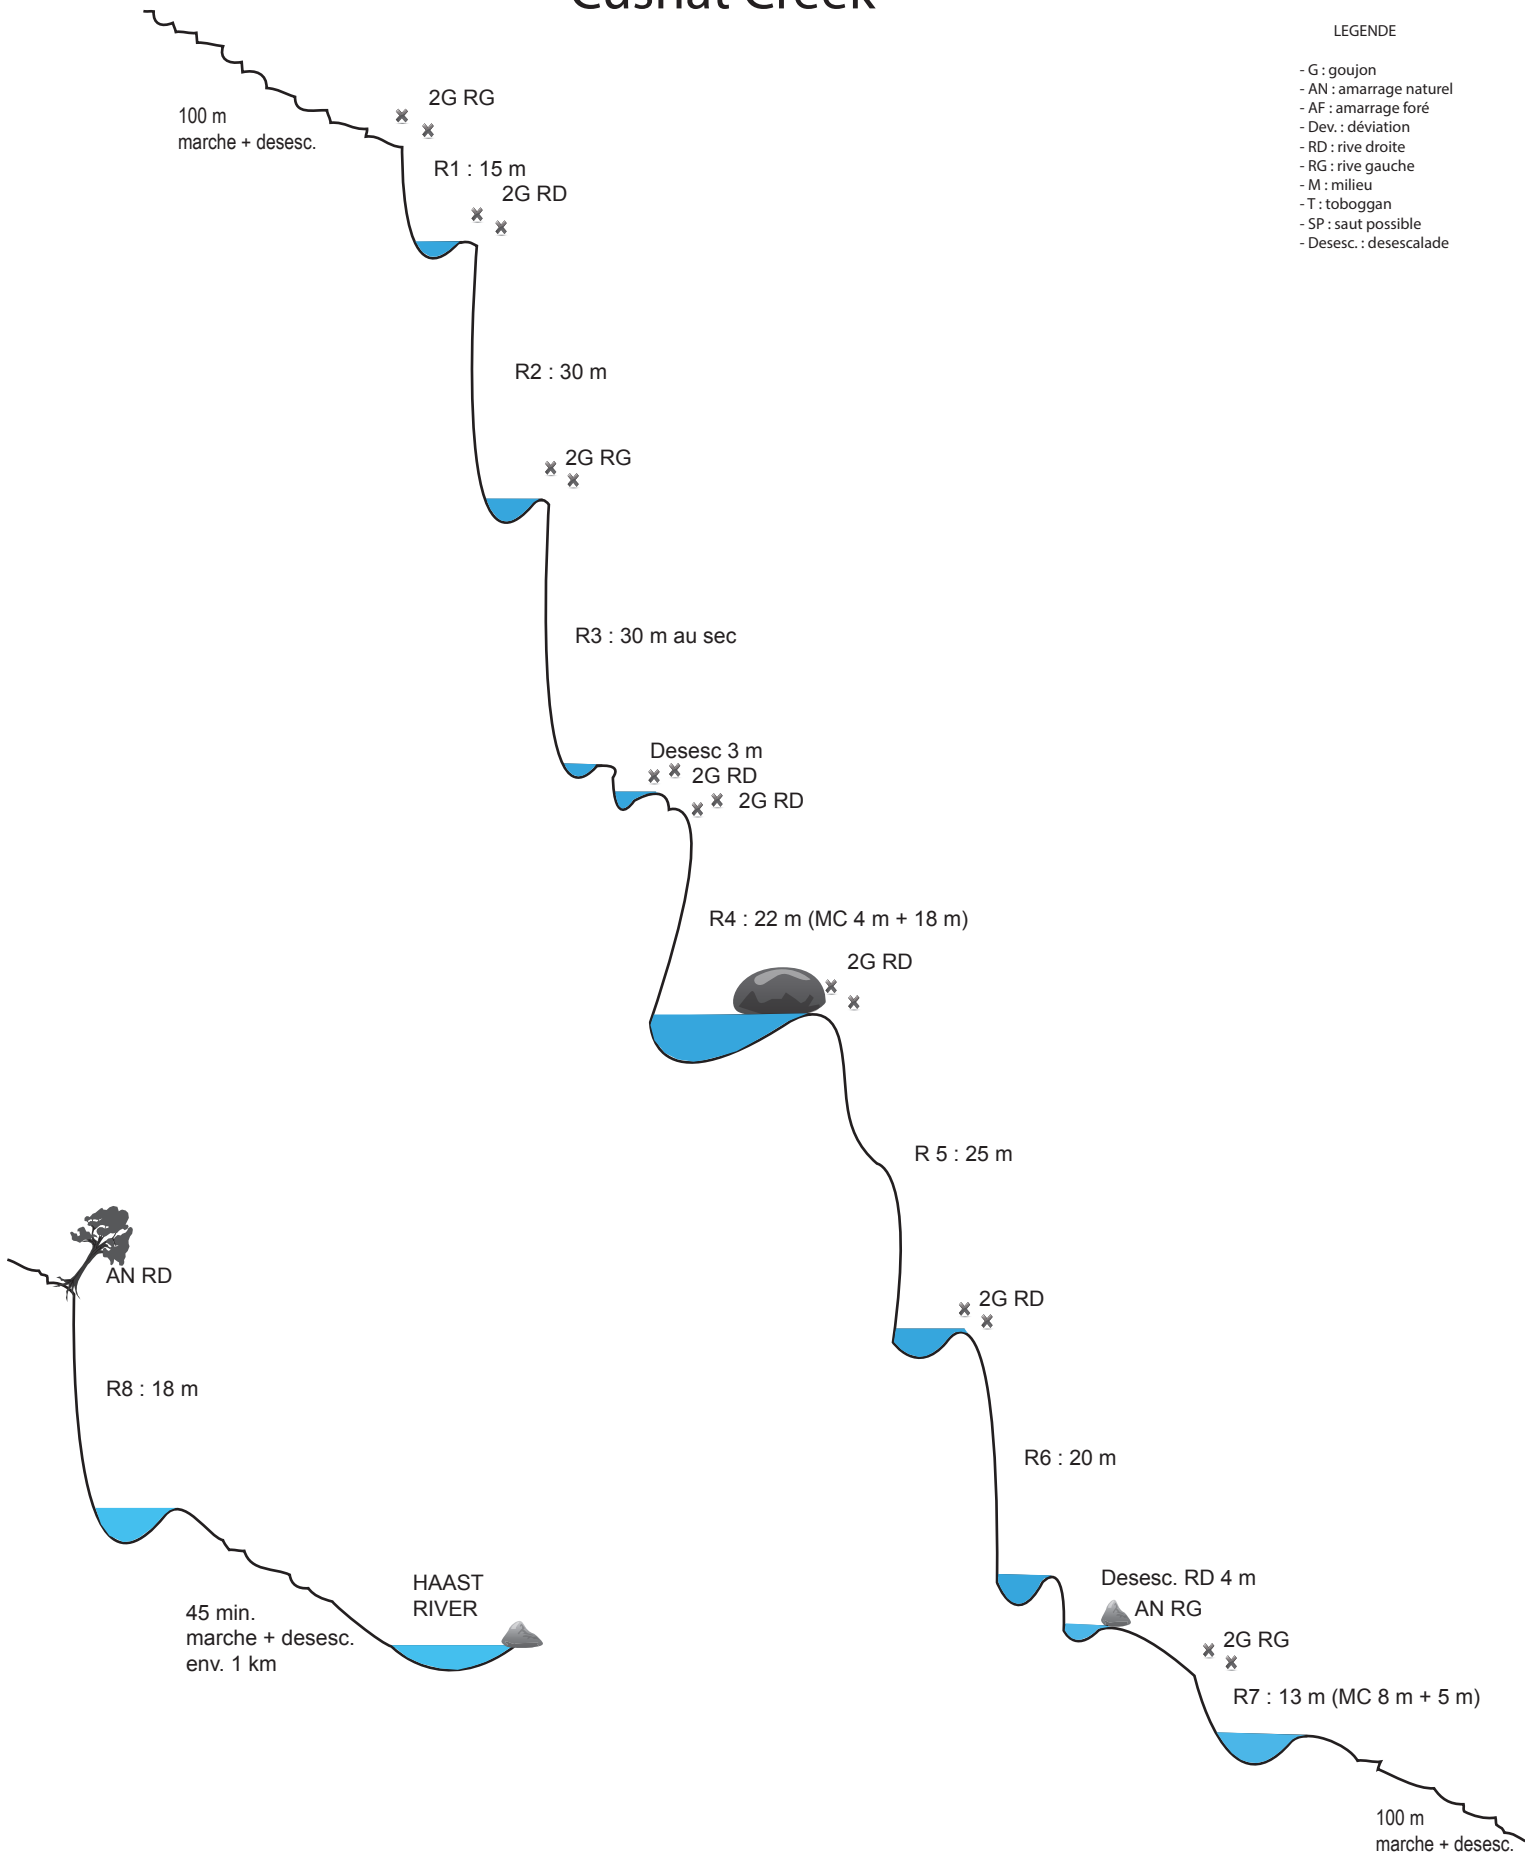 Cushat Creek
LEGENDE
- G : goujon
- AN : amarrage naturel
- AF : amarrage foré
- Dev. : déviation
- RD : rive droite
- RG : rive gauche
- M : milieu
- T : toboggan
- SP : saut possible
- Desesc. : desescalade
100 m
marche + desesc.
2G RG
R1 : 15 m
2G RD
R2 : 30 m
2G RG
R3 : 30 m au sec
Desesc 3 m
2G RD
2G RD
R4 : 22 m (MC 4 m + 18 m)
2G RD
R 5 : 25 m
2G RD
R6 : 20 m
Desesc. RD 4 m
AN RG
2G RG
R7 : 13 m (MC 8 m + 5 m)
100 m
marche + desesc.
AN RD
R8 : 18 m
45 min.
marche + desesc.
env. 1 km
HAAST
RIVER